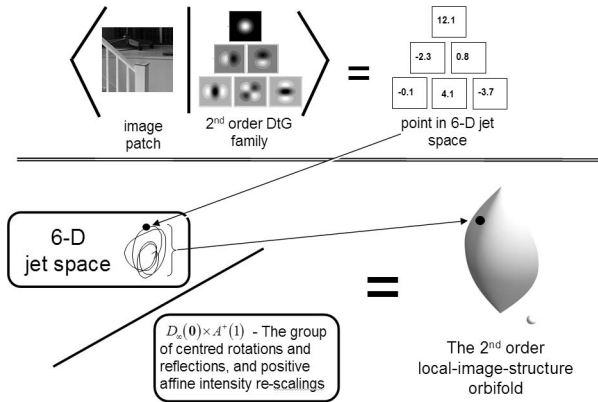 12.1
-2.3 0.8
-0.1 4.1 -3.7
image
patch
2nd order DtG
family
=
point in 6-D jet
space
6-D
jet space
=
D∞(0)×A⁺(1) - The group
of centred rotations and
reflections, and positive
affine intensity re-scalings
The 2nd order
local-image-structure
orbifold